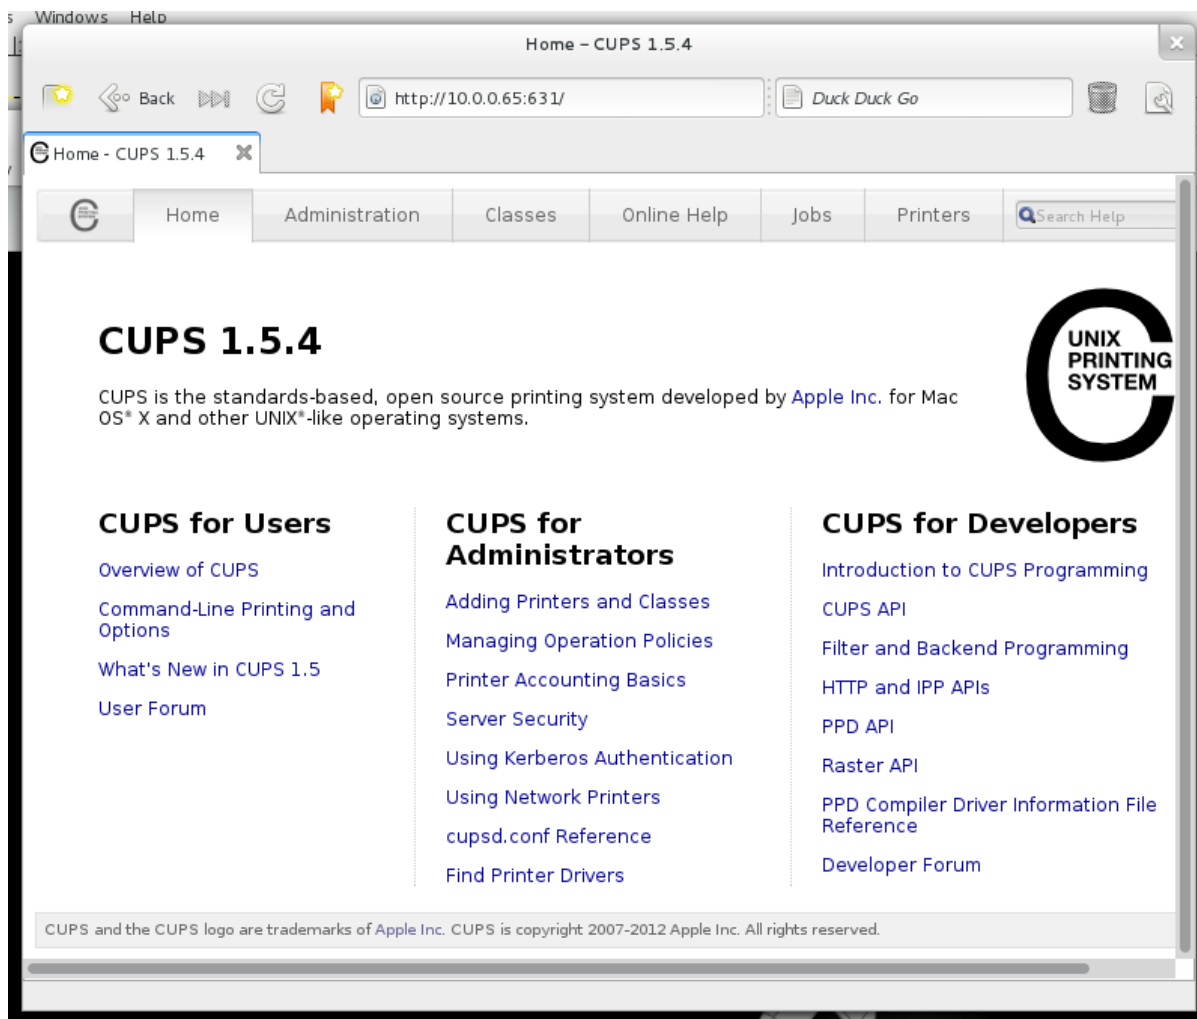 Windows Help
Home – CUPS 1.5.4
Back
http://10.0.0.65:631/
Duck Duck Go
Home - CUPS 1.5.4
Home
Administration
Classes
Online Help
Jobs
Printers
Search Help
CUPS 1.5.4
CUPS is the standards-based, open source printing system developed by Apple Inc. for Mac
OS® X and other UNIX®-like operating systems.
UNIX
PRINTING
SYSTEM
CUPS for Users
Overview of CUPS
Command-Line Printing and
Options
What's New in CUPS 1.5
User Forum
CUPS for
Administrators
Adding Printers and Classes
Managing Operation Policies
Printer Accounting Basics
Server Security
Using Kerberos Authentication
Using Network Printers
cupsd.conf Reference
Find Printer Drivers
CUPS for Developers
Introduction to CUPS Programming
CUPS API
Filter and Backend Programming
HTTP and IPP APIs
PPD API
Raster API
PPD Compiler Driver Information File
Reference
Developer Forum
CUPS and the CUPS logo are trademarks of Apple Inc. CUPS is copyright 2007-2012 Apple Inc. All rights reserved.